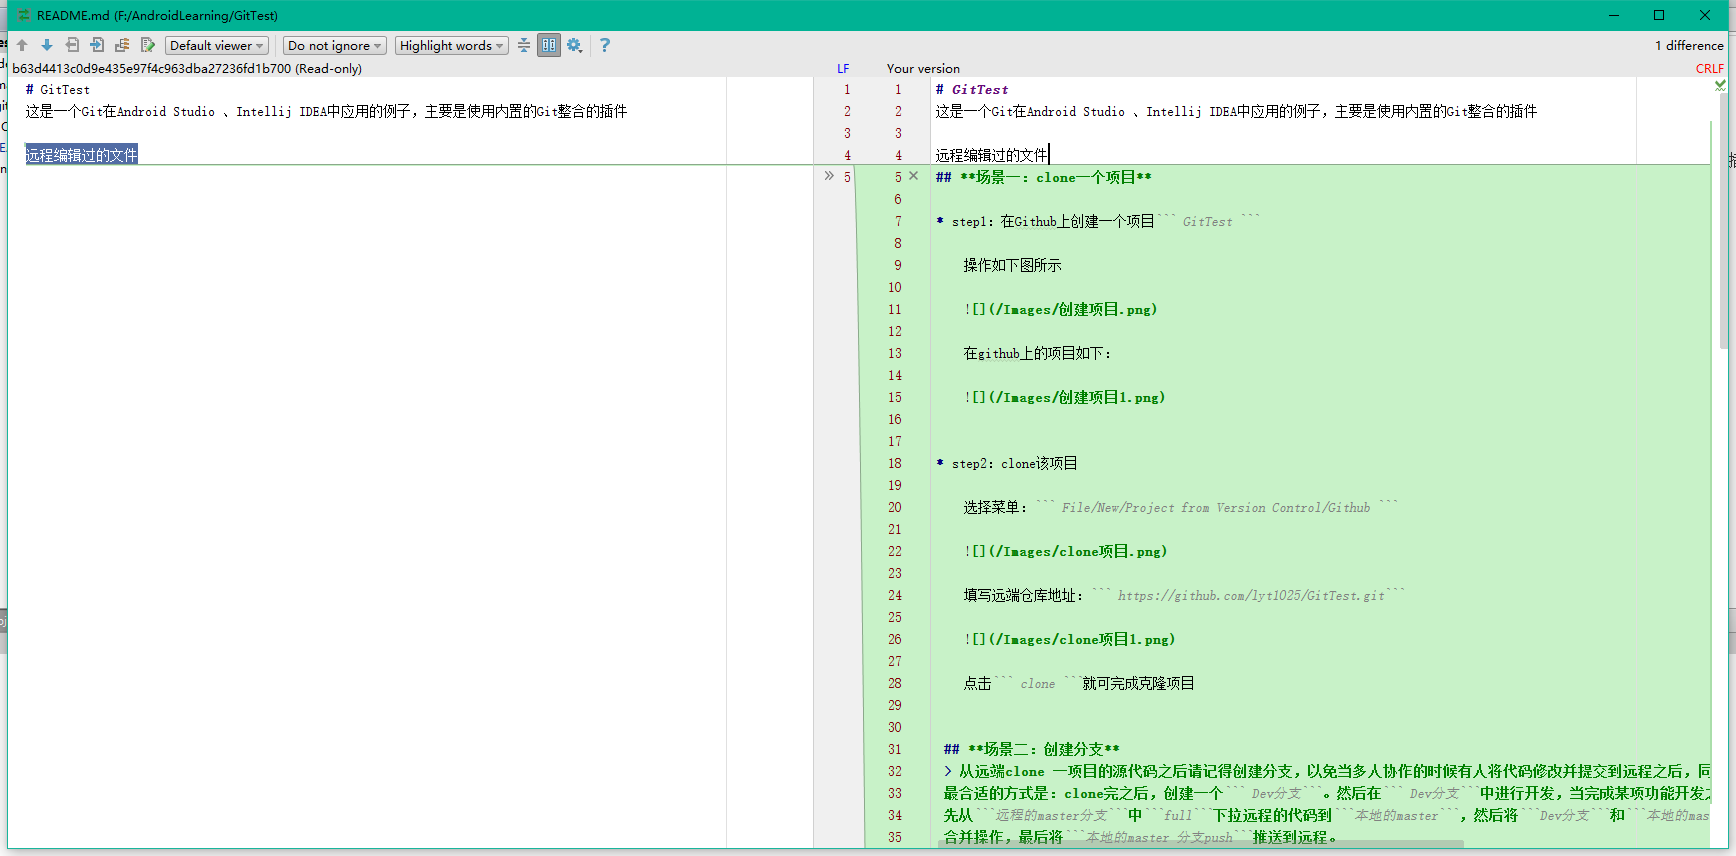 README.md (F:/AndroidLearning/GitTest)
Default viewer
Do not ignore
Highlight words
?
1 difference
b63d4413c0d9e435e97f4c963dba27236fd1b700 (Read-only)
LF
Your version
CRLF
# GitTest
这是一个Git在Android Studio 、Intellij IDEA中应用的例子，主要是使用内置的Git整合的插件
远程编辑过的文件
1
2
3
4
5
1 # GitTest
2 这是一个Git在Android Studio 、Intellij IDEA中应用的例子，主要是使用内置的Git整合的插件
3
4 远程编辑过的文件
5 ## **场景一：clone一个项目**
6
7 * step1：在Github上创建一个项目``` GitTest ```
8
9 操作如下图所示
10
11 ![](/Images/创建项目.png)
12
13 在github上的项目如下：
14
15 ![](/Images/创建项目1.png)
16
17
18 * step2：clone该项目
19
20 选择菜单：``` File/New/Project from Version Control/Github ```
21
22 ![](/Images/clone项目.png)
23
24 填写远端仓库地址：``` https://github.com/lyt1025/GitTest.git```
25
26 ![](/Images/clone项目1.png)
27
28 点击``` clone ```就可完成克隆项目
29
30
31 ## **场景二：创建分支**
32 > 从远端clone 一项目的源代码之后请记得创建分支，以免当多人协作的时候有人将代码修改并提交到远程之后，同
33 最合适的方式是：clone完之后，创建一个``` Dev分支```。然后在``` Dev分支```中进行开发，当完成某项功能开发之
34 先从```远程的master分支```中```full```下拉远程的代码到```本地的master```，然后将```Dev分支```和```本地的mas
35 合并操作，最后将```本地的master 分支push```推送到远程。